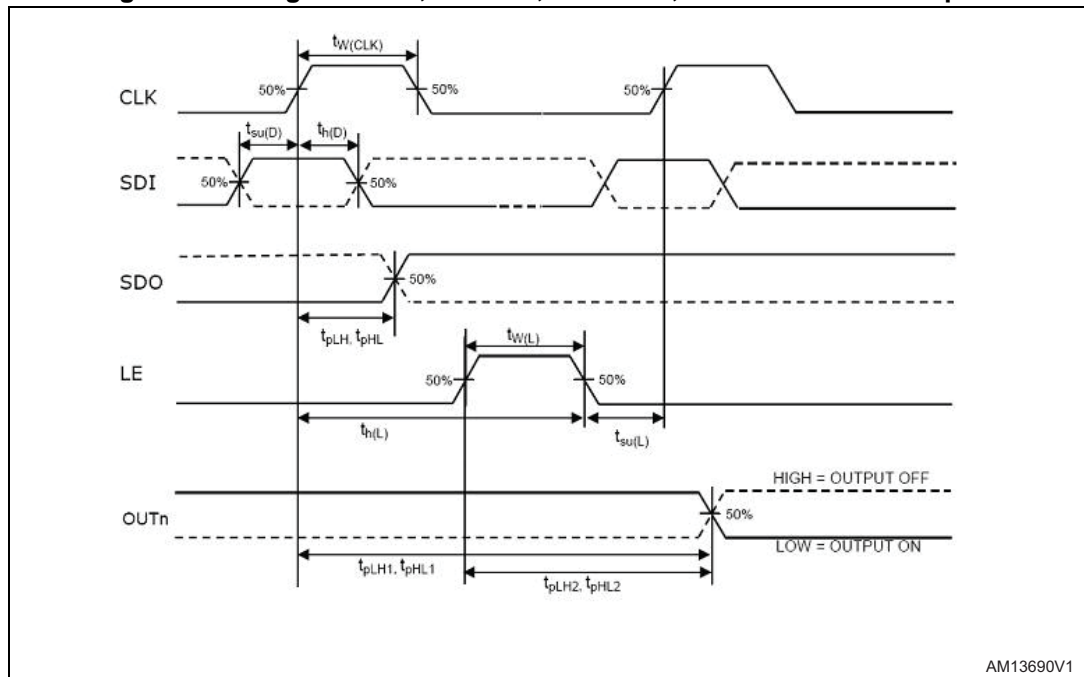 tW(CLK)
CLK
50%
50%
50%
tsu(D)
th(D)
SDI
50%
50%
SDO
50%
tpLH, tpHL
tW(L)
LE
50%
50%
th(L)
tsu(L)
HIGH = OUTPUT OFF
OUTn
50%
LOW = OUTPUT ON
tpLH1, tpHL1
tpLH2, tpHL2
AM13690V1